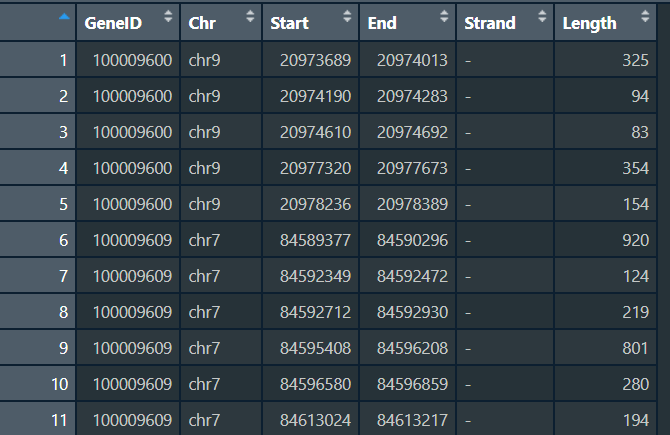 GeneID Chr Start End Strand Length
1 100009600 chr9 20973689 20974013 - 325
2 100009600 chr9 20974190 20974283 - 94
3 100009600 chr9 20974610 20974692 - 83
4 100009600 chr9 20977320 20977673 - 354
5 100009600 chr9 20978236 20978389 - 154
6 100009609 chr7 84589377 84590296 - 920
7 100009609 chr7 84592349 84592472 - 124
8 100009609 chr7 84592712 84592930 - 219
9 100009609 chr7 84595408 84596208 - 801
10 100009609 chr7 84596580 84596859 - 280
11 100009609 chr7 84613024 84613217 - 194